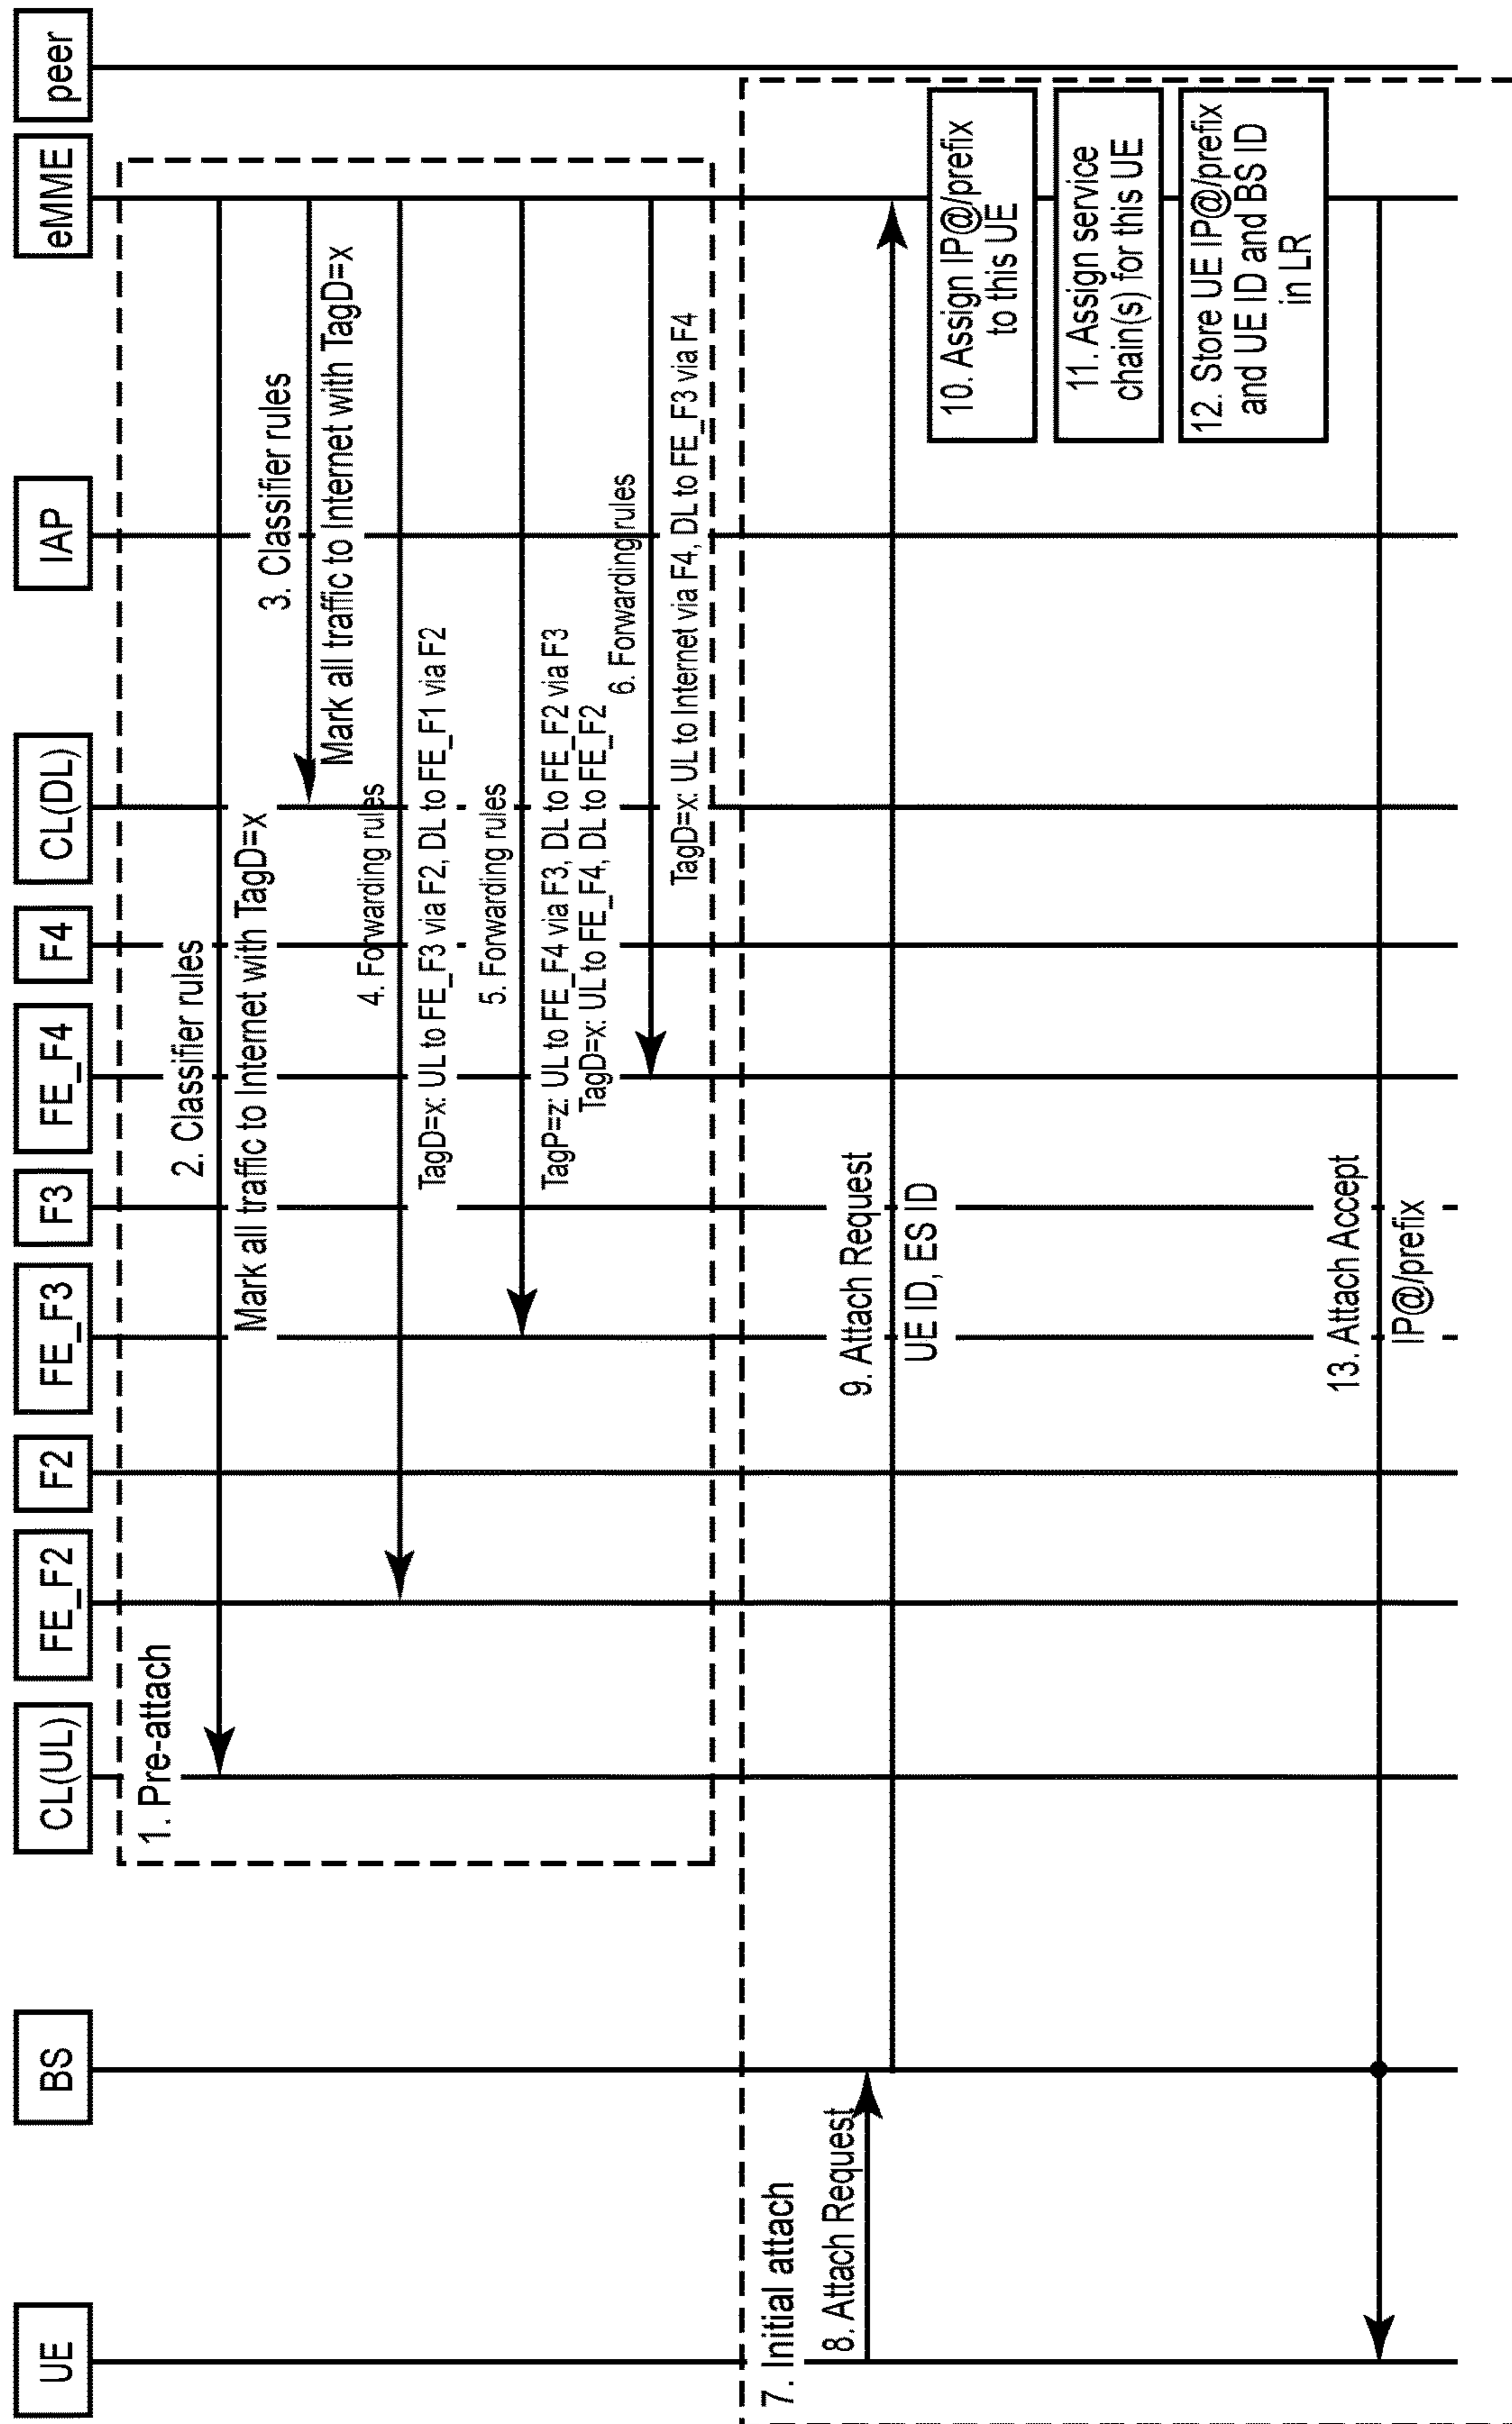 UE
BS
CL(UL)
FE_F2
F2
FE_F3
F3
FE_F4
F4
CL(DL)
IAP
eMME
peer
1. Pre-attach
2. Classifier rules
Mark all traffic to Internet with TagD=x
3. Classifier rules
Mark all traffic to Internet with TagD=x
4. Forwarding rules
TagD=x: UL to FE_F3 via F2, DL to FE_F1 via F2
5. Forwarding rules
TagP=z: UL to FE_F4 via F3, DL to FE_F2 via F3
TagD=x: UL to FE_F4, DL to FE_F2
6. Forwarding rules
TagD=x: UL to Internet via F4, DL to FE_F3 via F4
7. Initial attach
8. Attach Request
9. Attach Request
UE ID, ES ID
10. Assign IP@/prefix
to this UE
11. Assign service
chain(s) for this UE
12. Store UE IP@/prefix
and UE ID and BS ID
in LR
13. Attach Accept
IP@/prefix